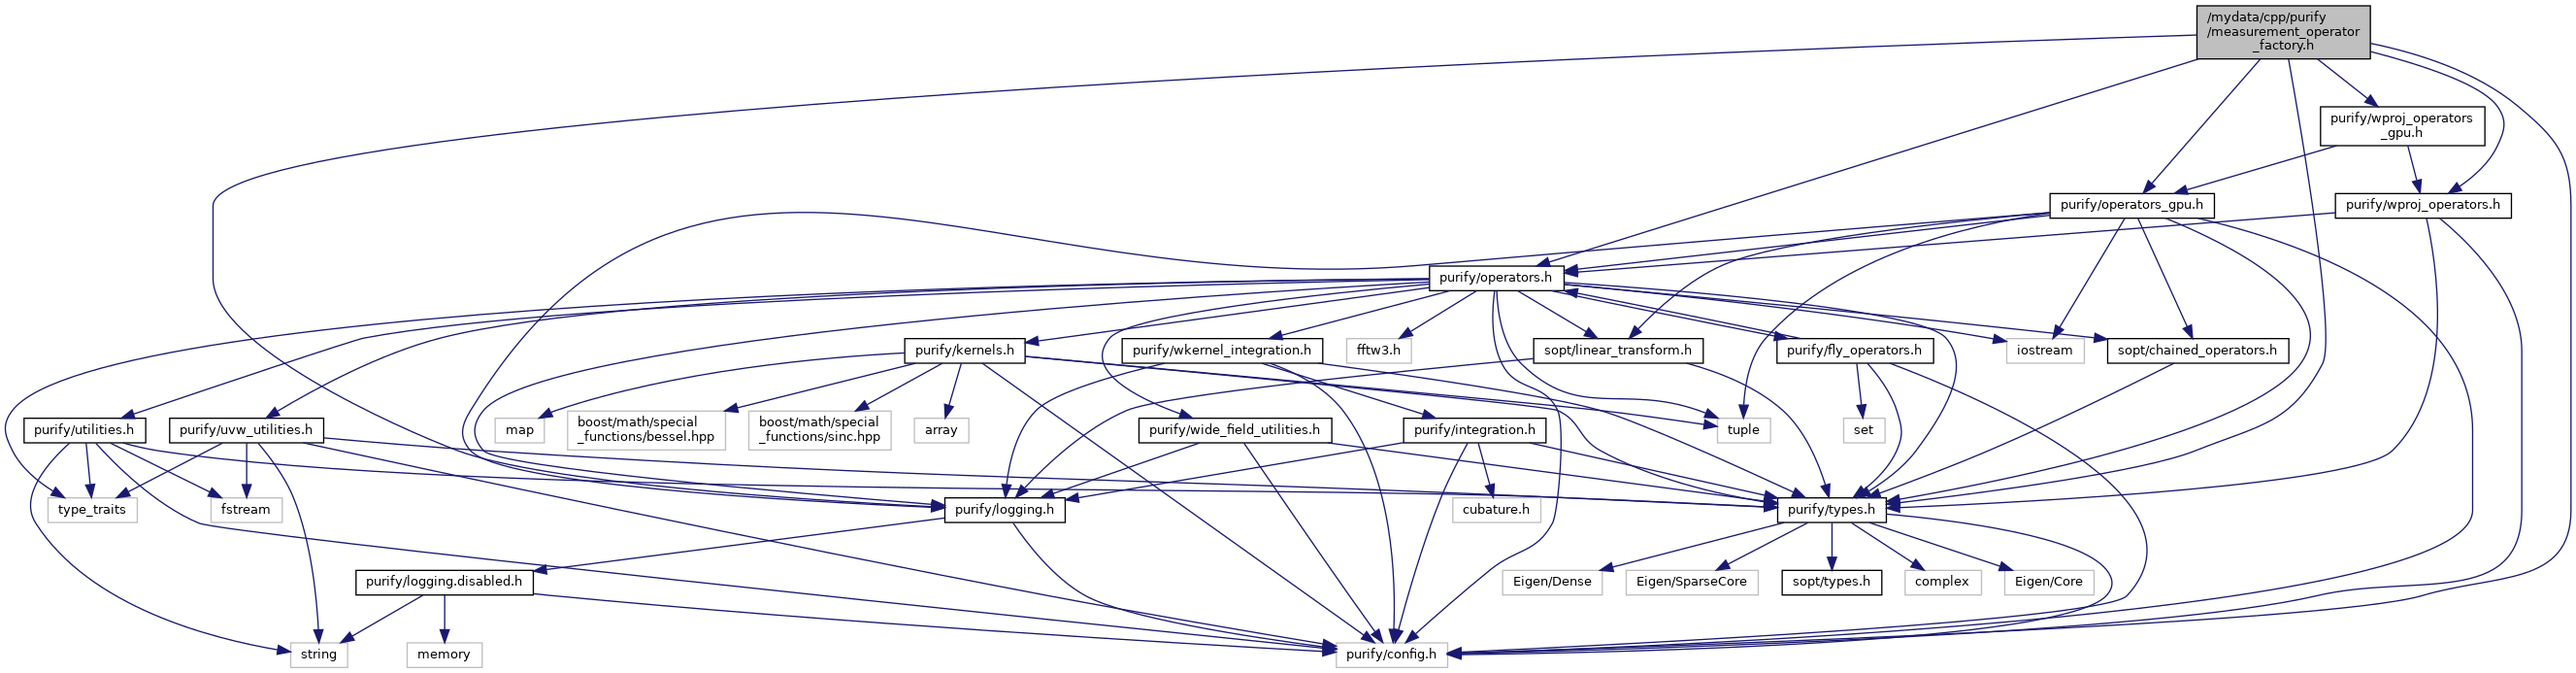 /mydata/cpp/purify
/measurement_operator
_factory.h
purify/wproj_operators
_gpu.h
purify/operators_gpu.h
purify/wproj_operators.h
purify/operators.h
purify/kernels.h
purify/wkernel_integration.h
fftw3.h
sopt/linear_transform.h
purify/fly_operators.h
iostream
sopt/chained_operators.h
purify/utilities.h
purify/uvw_utilities.h
map
boost/math/special
_functions/bessel.hpp
boost/math/special
_functions/sinc.hpp
array
purify/wide_field_utilities.h
purify/integration.h
tuple
set
type_traits
fstream
purify/logging.h
cubature.h
purify/types.h
purify/logging.disabled.h
Eigen/Dense
Eigen/SparseCore
sopt/types.h
complex
Eigen/Core
string
memory
purify/config.h